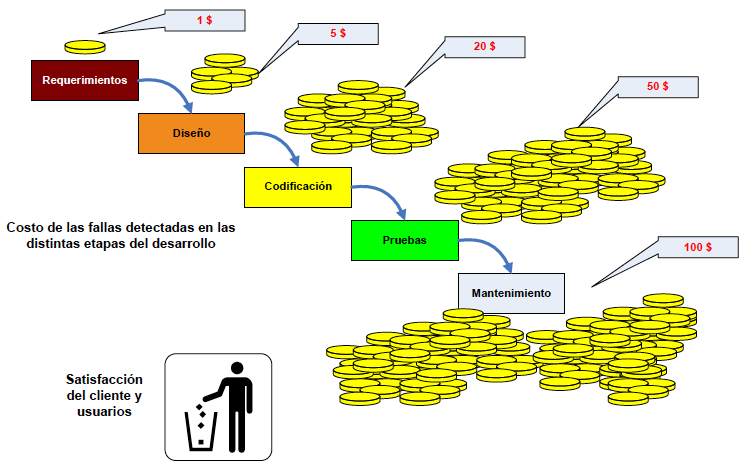 1 $
5 $
20 $
50 $
100 $
Requerimientos
Diseño
Codificación
Pruebas
Mantenimiento
Costo de las fallas detectadas en las
distintas etapas del desarrollo
Satisfacción
del cliente y
usuarios